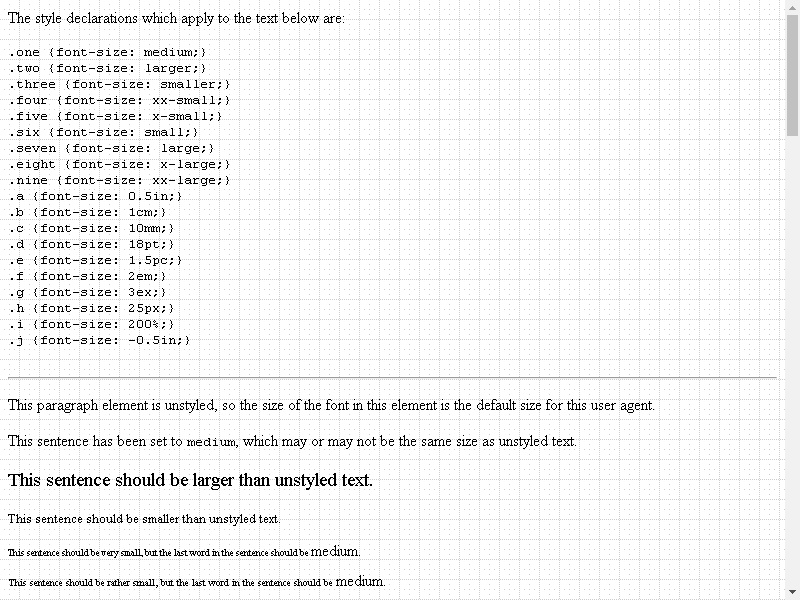 The style declarations which apply to the text below are:
.one {font-size: medium;}
.two {font-size: larger;}
.three {font-size: smaller;}
.four {font-size: xx-small;}
.five {font-size: x-small;}
.six {font-size: small;}
.seven {font-size: large;}
.eight {font-size: x-large;}
.nine {font-size: xx-large;}
.a {font-size: 0.5in;}
.b {font-size: 1cm;}
.c {font-size: 10mm;}
.d {font-size: 18pt;}
.e {font-size: 1.5pc;}
.f {font-size: 2em;}
.g {font-size: 3ex;}
.h {font-size: 25px;}
.i {font-size: 200%;}
.j {font-size: -0.5in;}
This paragraph element is unstyled, so the size of the font in this element is the default size for this user agent.
This sentence has been set to medium, which may or may not be the same size as unstyled text.
This sentence should be larger than unstyled text.
This sentence should be smaller than unstyled text.
This sentence should be very small, but the last word in the sentence should be medium.
This sentence should be rather small, but the last word in the sentence should be medium.